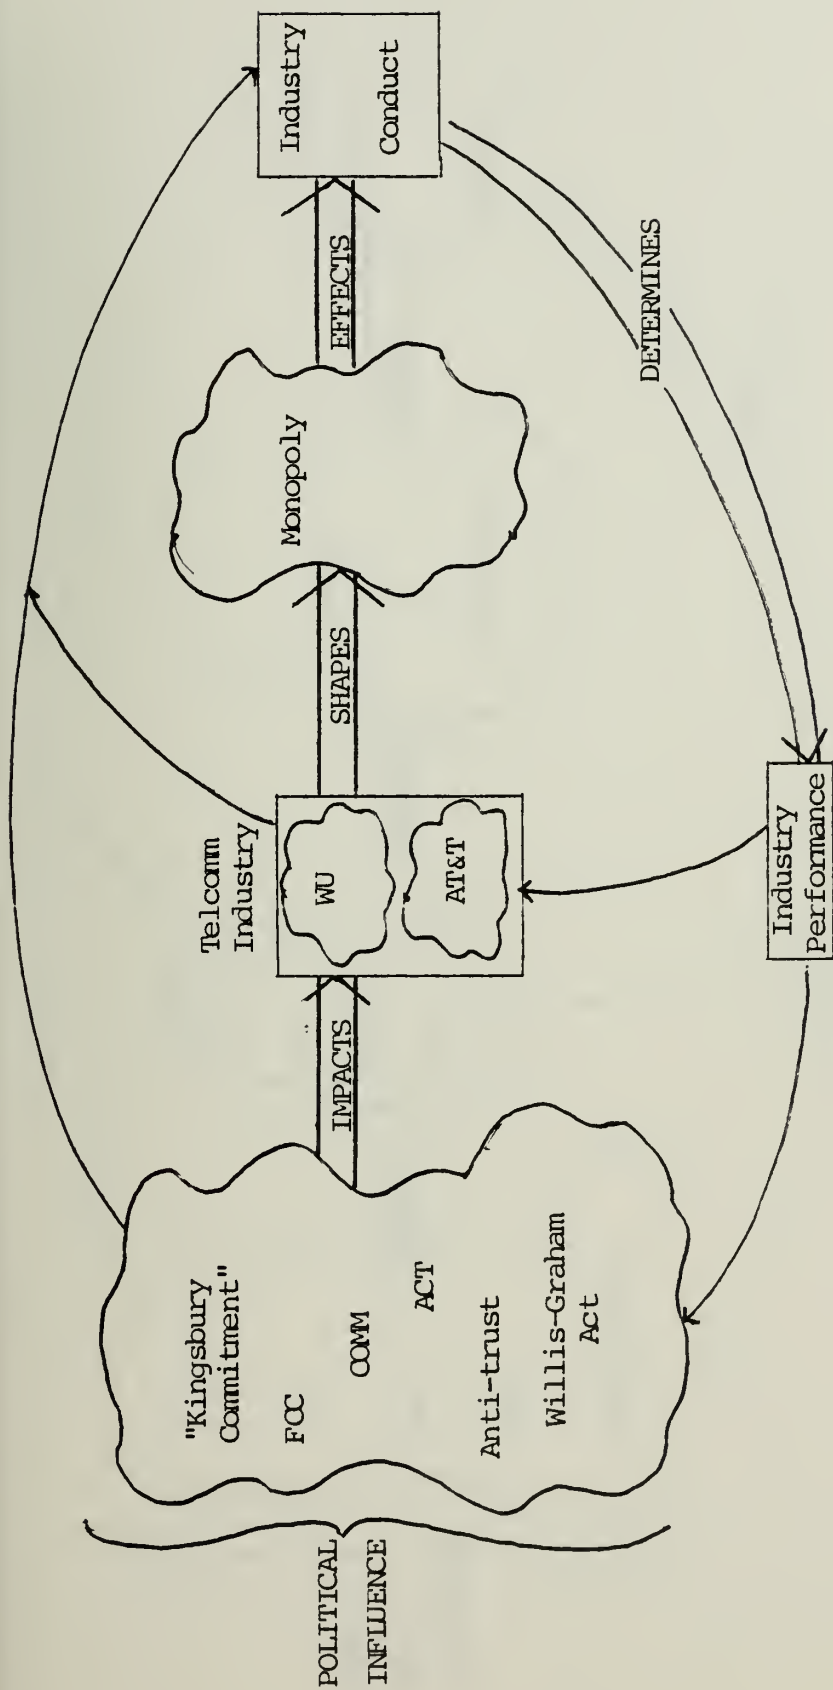 POLITICAL
INFLUENCE
"Kingsbury
Commitment"
FCC
COMM
ACT
Anti-trust
Willis-Graham
Act
IMPACTS
Telcomm
Industry
WU
AT&T
SHAPES
Monopoly
EFFECTS
Industry
Conduct
DETERMINES
Industry
Performance